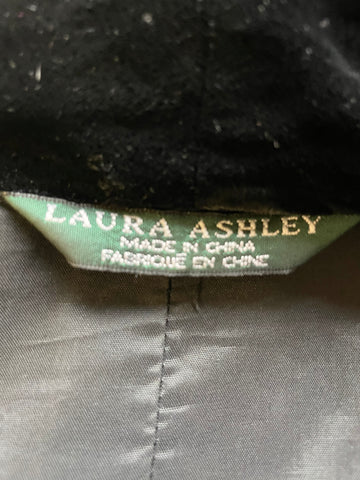 LAURA ASHLEY
MADE IN CHINA
FABRIQUÉ EN CHINE